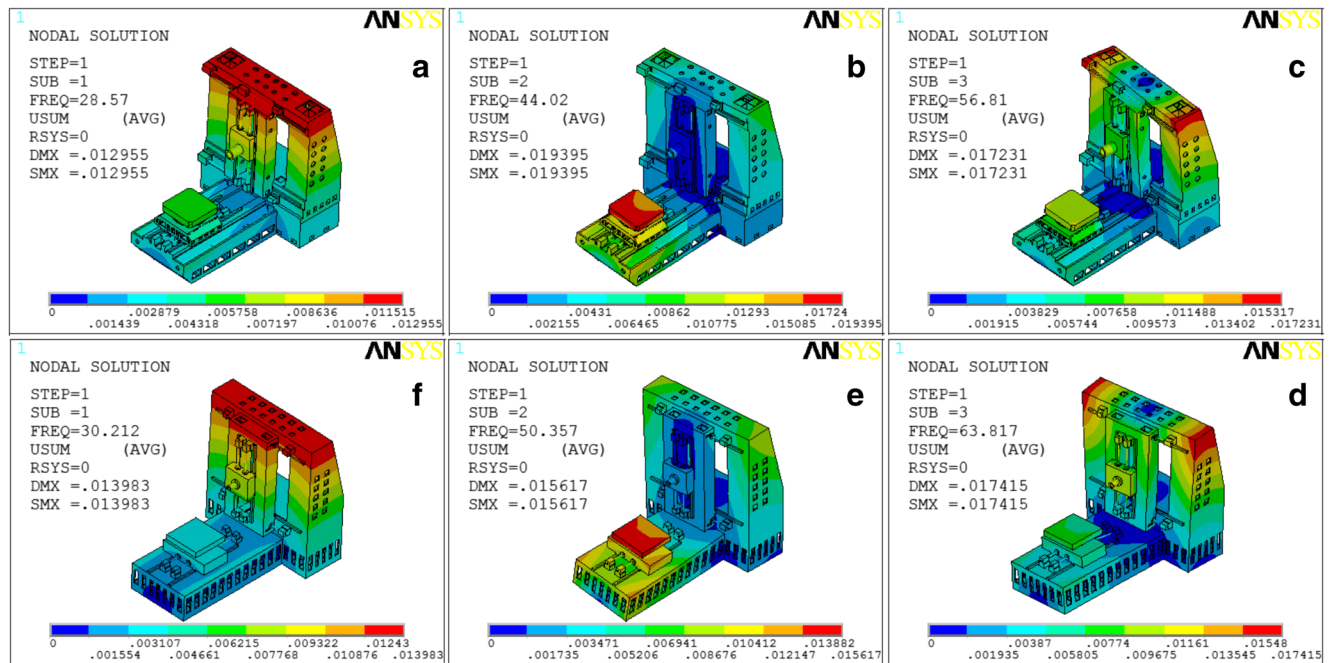 1
ANSYS
NODAL SOLUTION
a
STEP=1
SUB =1
FREQ=28.57
USUM (AVG)
RSYS=0
DMX =.012955
SMX =.012955
0 .002879 .005758 .008636 .011515
.001439 .004318 .007197 .010076 .012955
1
ANSYS
NODAL SOLUTION
b
STEP=1
SUB =2
FREQ=44.02
USUM (AVG)
RSYS=0
DMX =.019395
SMX =.019395
0 .00431 .00862 .01293 .01724
.002155 .006465 .010775 .015085 .019395
1
ANSYS
NODAL SOLUTION
c
STEP=1
SUB =3
FREQ=56.81
USUM (AVG)
RSYS=0
DMX =.017231
SMX =.017231
0 .003829 .007658 .011488 .015317
.001915 .005744 .009573 .013402 .017231
1
ANSYS
NODAL SOLUTION
f
STEP=1
SUB =1
FREQ=30.212
USUM (AVG)
RSYS=0
DMX =.013983
SMX =.013983
0 .003107 .006215 .009322 .01243
.001554 .004661 .007768 .010876 .013983
1
ANSYS
NODAL SOLUTION
e
STEP=1
SUB =2
FREQ=50.357
USUM (AVG)
RSYS=0
DMX =.015617
SMX =.015617
0 .003471 .006941 .010412 .013882
.001735 .005206 .008676 .012147 .015617
1
ANSYS
NODAL SOLUTION
d
STEP=1
SUB =3
FREQ=63.817
USUM (AVG)
RSYS=0
DMX =.017415
SMX =.017415
0 .00387 .00774 .01161 .01548
.001935 .005805 .009675 .013545 .017415